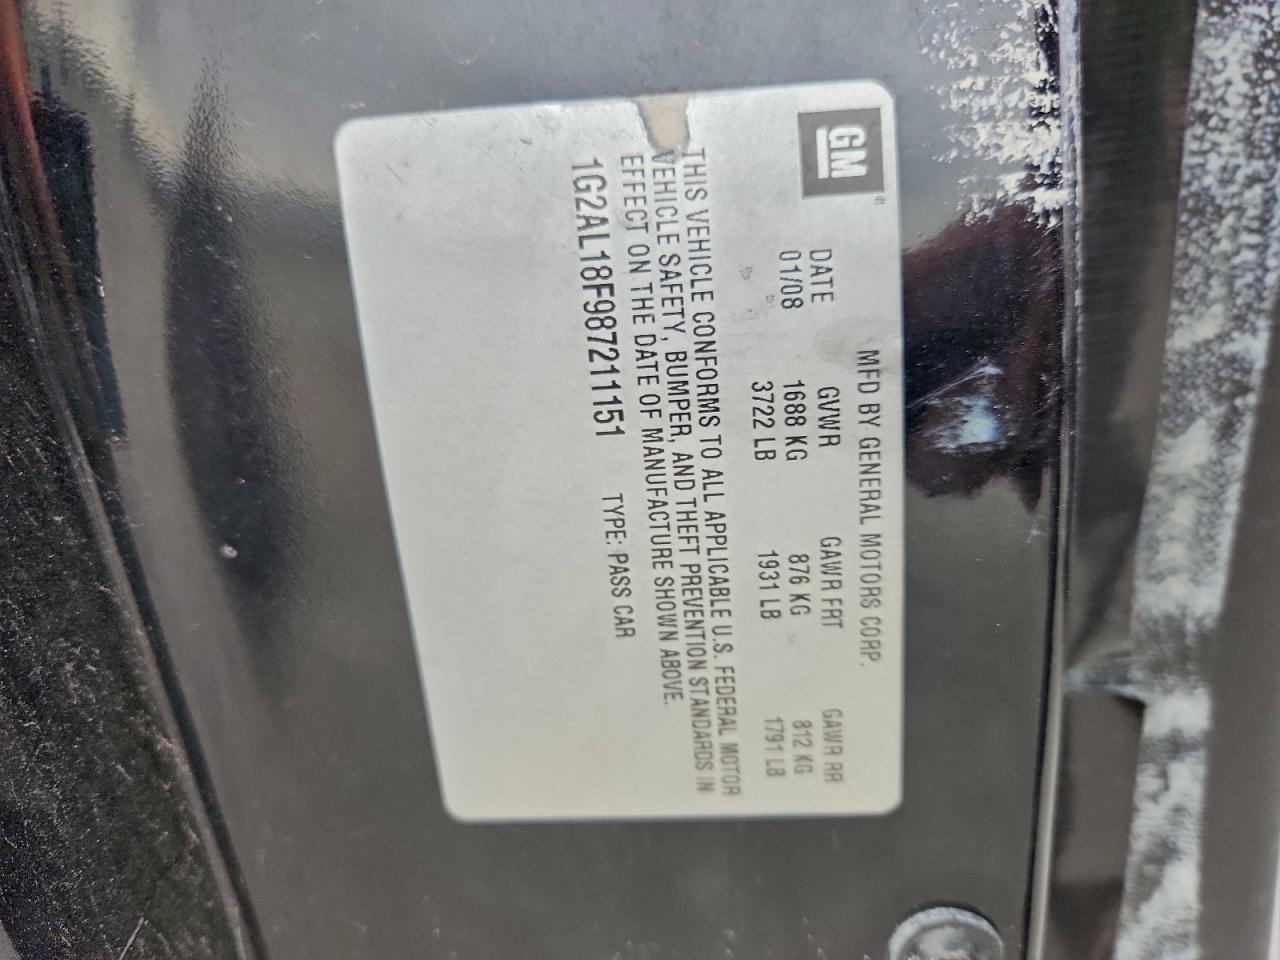 GM
MFD BY GENERAL MOTORS CORP.
DATE GVWR GAWR FRT GAWR RR
01/08 1688 KG 876 KG 812 KG
3722 LB 1931 LB 1791 LB
THIS VEHICLE CONFORMS TO ALL APPLICABLE U.S. FEDERAL MOTOR
VEHICLE SAFETY, BUMPER, AND THEFT PREVENTION STANDARDS IN
EFFECT ON THE DATE OF MANUFACTURE SHOWN ABOVE.
1G2AL18F987211151 TYPE: PASS CAR